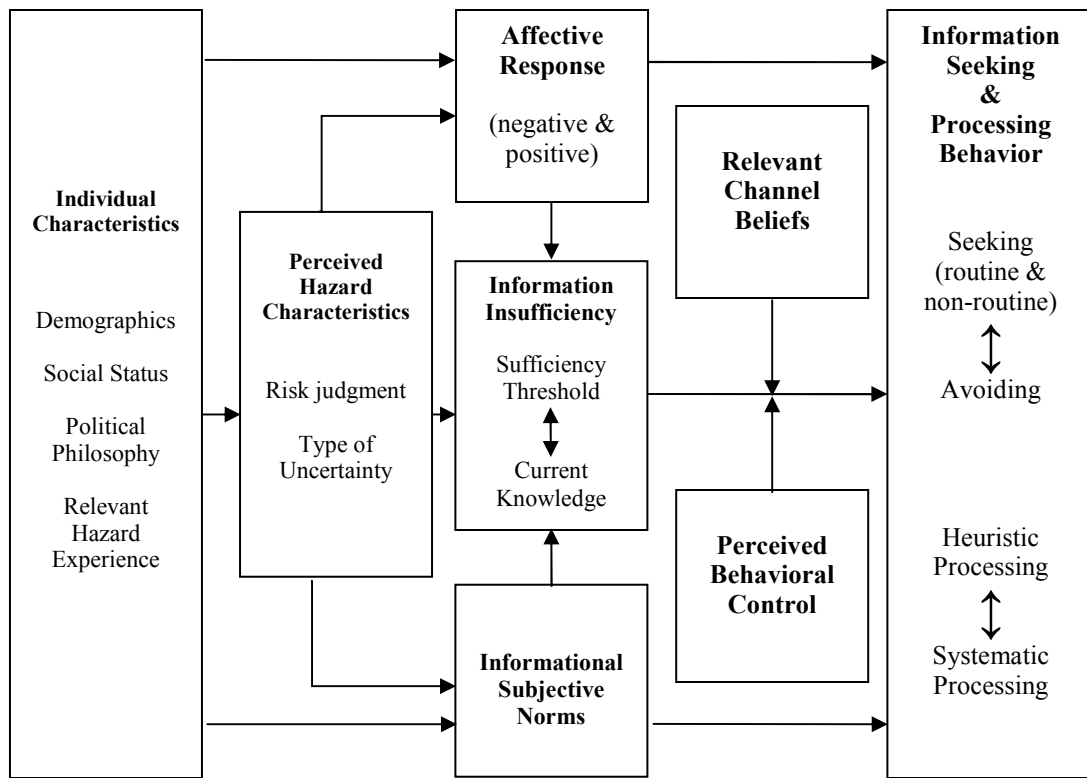 Individual
Characteristics
Demographics
Social Status
Political
Philosophy
Relevant
Hazard
Experience
Perceived
Hazard
Characteristics
Risk judgment
Type of
Uncertainty
Affective
Response
(negative &
positive)
Information
Insufficiency
Sufficiency
Threshold
Current
Knowledge
Informational
Subjective
Norms
Relevant
Channel
Beliefs
Perceived
Behavioral
Control
Information
Seeking
&
Processing
Behavior
Seeking
(routine &
non-routine)
Avoiding
Heuristic
Processing
Systematic
Processing